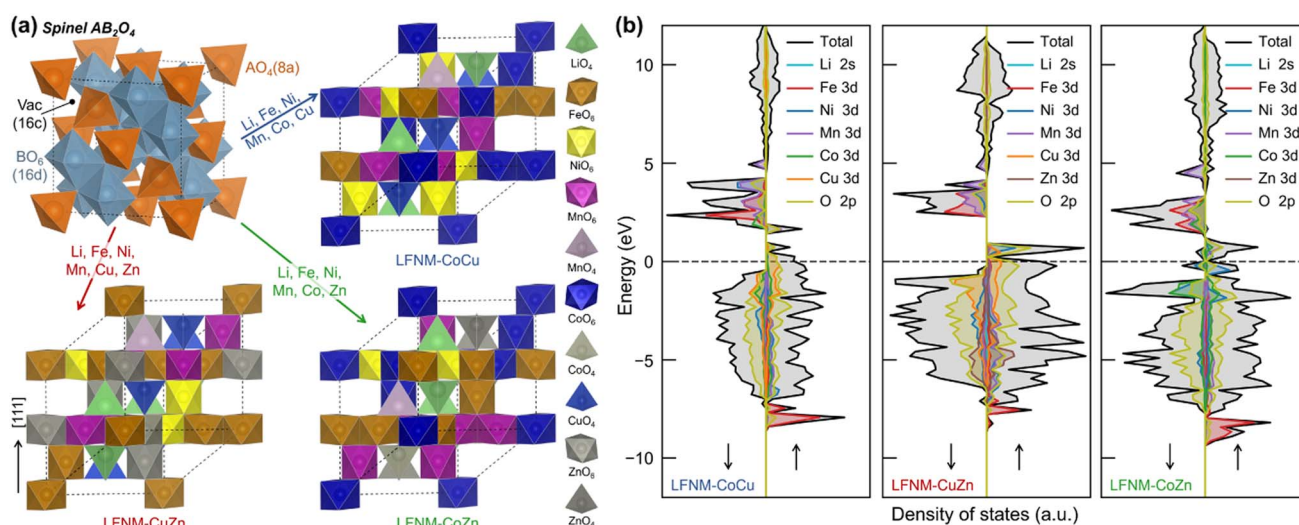 (a) Spinel AB₂O₄
AO₄(8a)
Vac
(16c)
BO₆
(16d)
Li, Fe, Ni,
Mn, Co, Cu
LFNM-CoCu
Li, Fe, Ni,
Mn, Cu, Zn
Li, Fe, Ni,
Mn, Co, Zn
[111]
LFNM-CuZn
LFNM-CoZn
LiO₄
FeO₆
NiO₆
MnO₆
MnO₄
CoO₆
CoO₄
CuO₄
ZnO₆
ZnO₄
(b)
Energy (eV)
10
5
0
−5
−10
Total
Li 2s
Fe 3d
Ni 3d
Mn 3d
Co 3d
Cu 3d
O 2p
↓ ↑
LFNM-CoCu
Total
Li 2s
Fe 3d
Ni 3d
Mn 3d
Cu 3d
Zn 3d
O 2p
↓ ↑
LFNM-CuZn
Total
Li 2s
Fe 3d
Ni 3d
Mn 3d
Co 3d
Zn 3d
O 2p
↓ ↑
LFNM-CoZn
Density of states (a.u.)